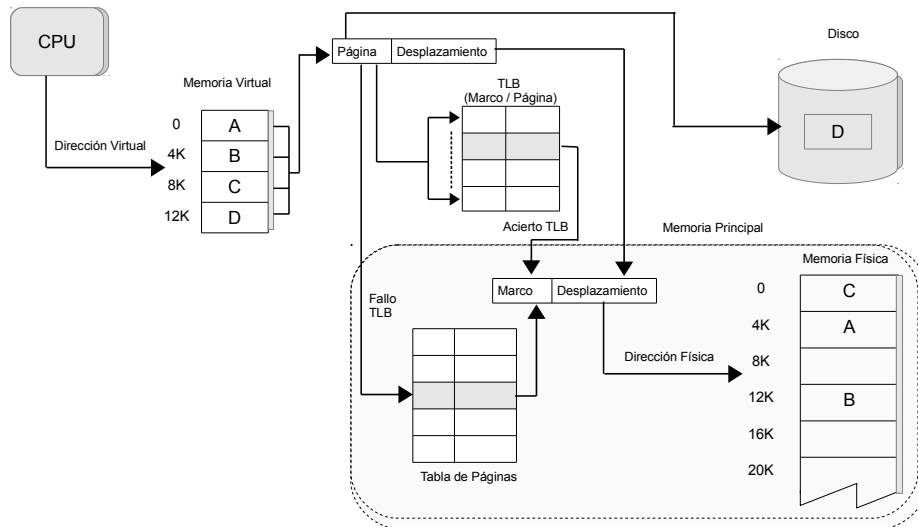 CPU
Disco
Página
Desplazamiento
Memoria Virtual
TLB
(Marco / Página)
0
A
Dirección Virtual
4K
B
8K
C
12K
D
D
Acierto TLB
Memoria Principal
Memoria Física
Marco
Desplazamiento
0
C
Fallo
TLB
4K
A
Dirección Física
8K
12K
B
16K
20K
Tabla de Páginas